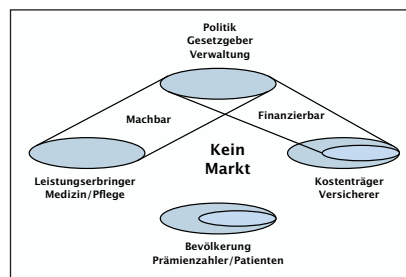 Politik
Gesetzgeber
Verwaltung
Machbar
Finanzierbar
Kein
Markt
Leistungserbringer
Medizin/Pflege
Kostenträger
Versicherer
Bevölkerung
Prämienzahler/Patienten